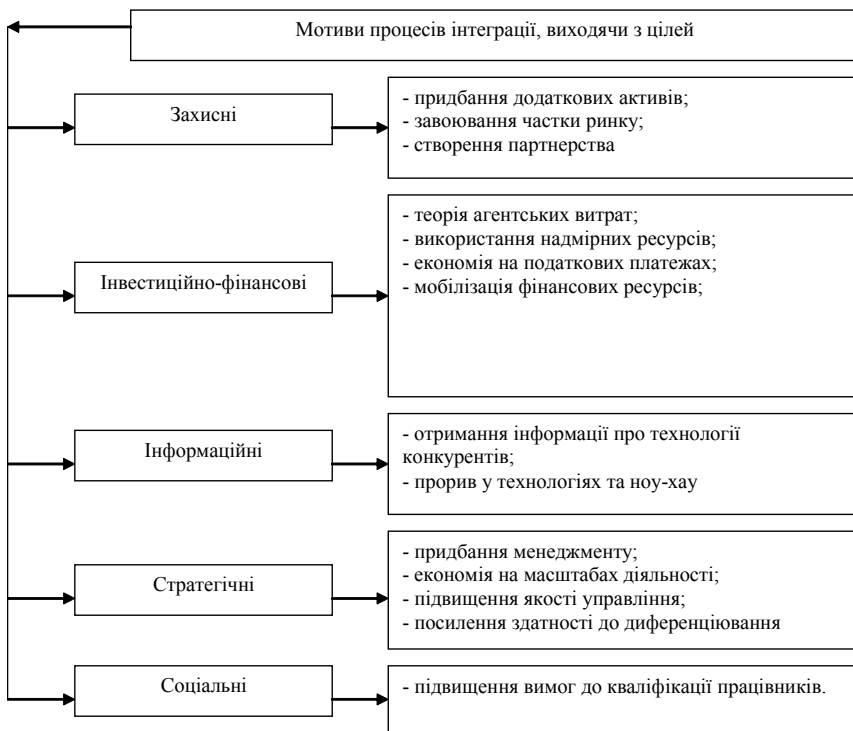 Мотиви процесів інтеграції, виходячи з цілей
Захисні
- придбання додаткових активів;
- завоювання частки ринку;
- створення партнерства
Інвестиційно-фінансові
- теорія агентських витрат;
- використання надмірних ресурсів;
- економія на податкових платежах;
- мобілізація фінансових ресурсів;
Інформаційні
- отримання інформації про технології
конкурентів;
- прорив у технологіях та ноу-хау
Стратегічні
- придбання менеджменту;
- економія на масштабах діяльності;
- підвищення якості управління;
- посилення здатності до диференціювання
Соціальні
- підвищення вимог до кваліфікації працівників.